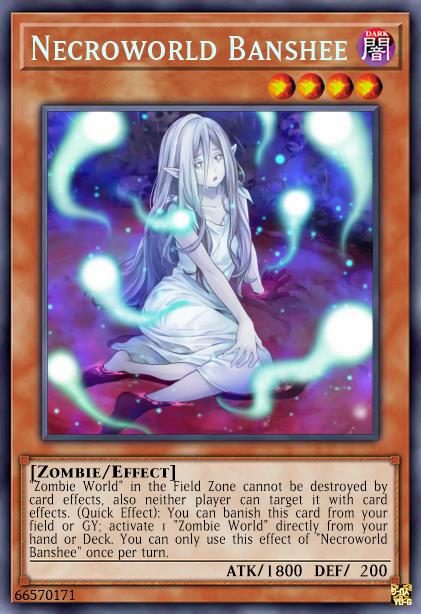 NECROWORLD BANSHEE
DARK
闇
[ZOMBIE/EFFECT]
"Zombie World" in the Field Zone cannot be destroyed by
card effects, also neither player can target it with card
effects. (Quick Effect): You can banish this card from your
field or GY; activate 1 "Zombie World" directly from your
hand or Deck. You can only use this effect of "Necroworld
Banshee" once per turn.
ATK/1800 DEF/ 200
66570171